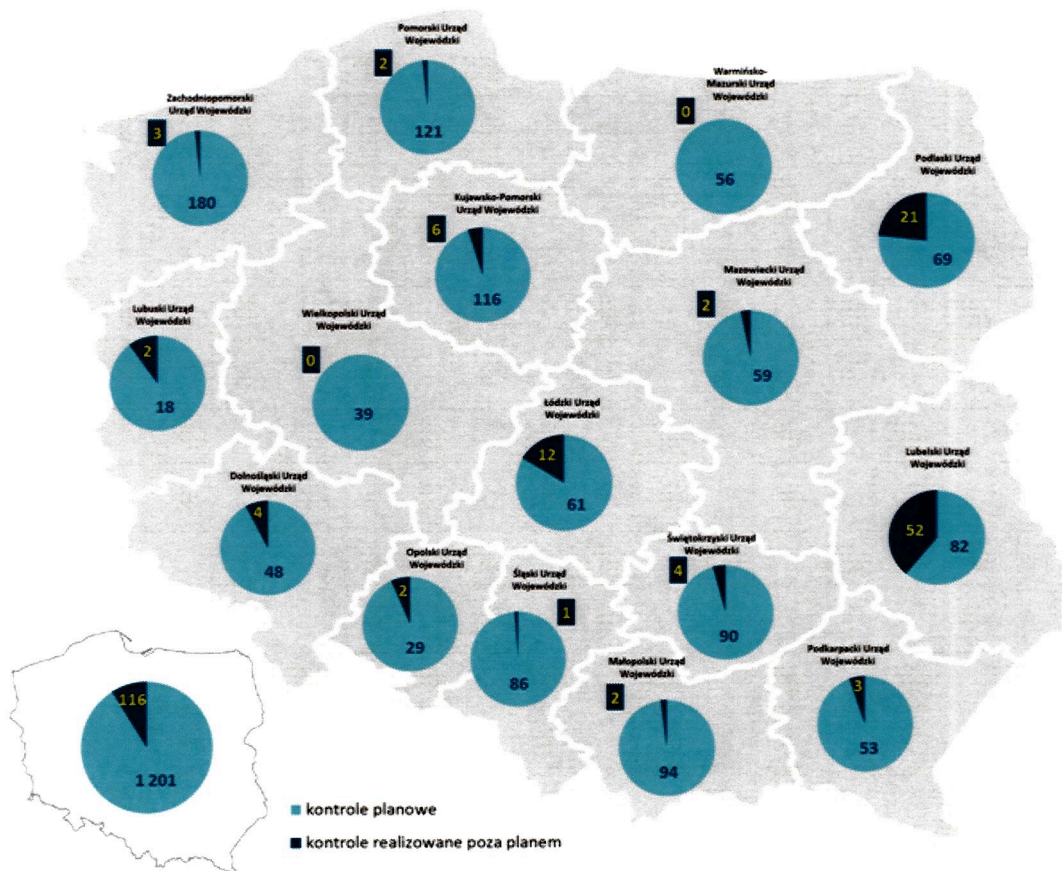 Pomorski Urząd
Wojewódzki
2
121
Warmińsko-
Mazurski Urząd
Wojewódzki
0
56
Zachodniopomorski
Urząd Wojewódzki
3
180
Podlaski Urząd
Wojewódzki
21
69
Kujawsko-Pomorski
Urząd Wojewódzki
6
116
Mazowiecki Urząd
Wojewódzki
2
59
Lubuski Urząd
Wojewódzki
2
18
Wielkopolski Urząd
Wojewódzki
0
39
Łódzki Urząd
Wojewódzki
12
61
Lubelski Urząd
Wojewódzki
52
82
Dolnośląski Urząd
Wojewódzki
4
48
Opolski Urząd
Wojewódzki
2
29
Śląski Urząd
Wojewódzki
1
86
Świętokrzyski Urząd
Wojewódzki
4
90
Małopolski Urząd
Wojewódzki
2
94
Podkarpacki Urząd
Wojewódzki
3
53
116
1 201
kontrole planowe
kontrole realizowane poza planem